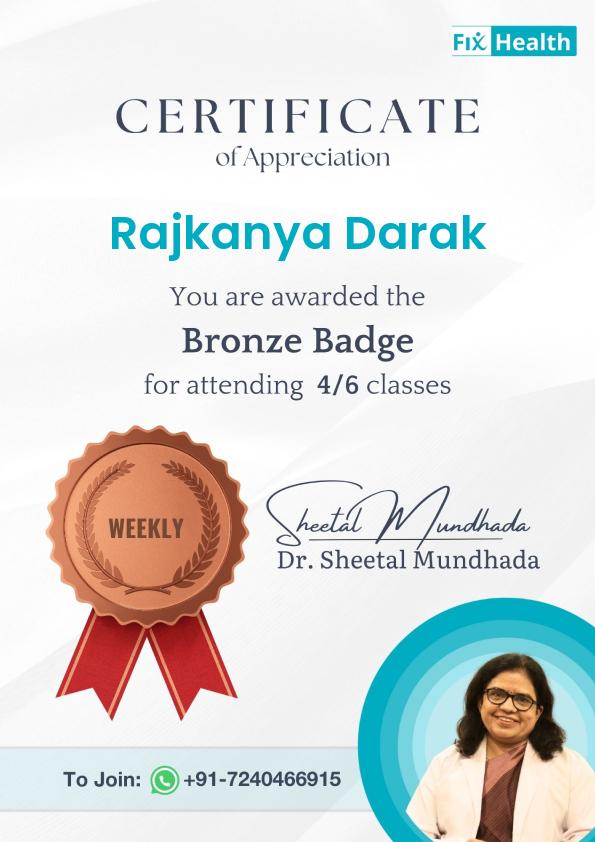 Fix Health
CERTIFICATE
of Appreciation
Rajkanya Darak
You are awarded the
Bronze Badge
for attending 4/6 classes
WEEKLY
Sheetal Mundhada
Dr. Sheetal Mundhada
To Join: +91-7240466915